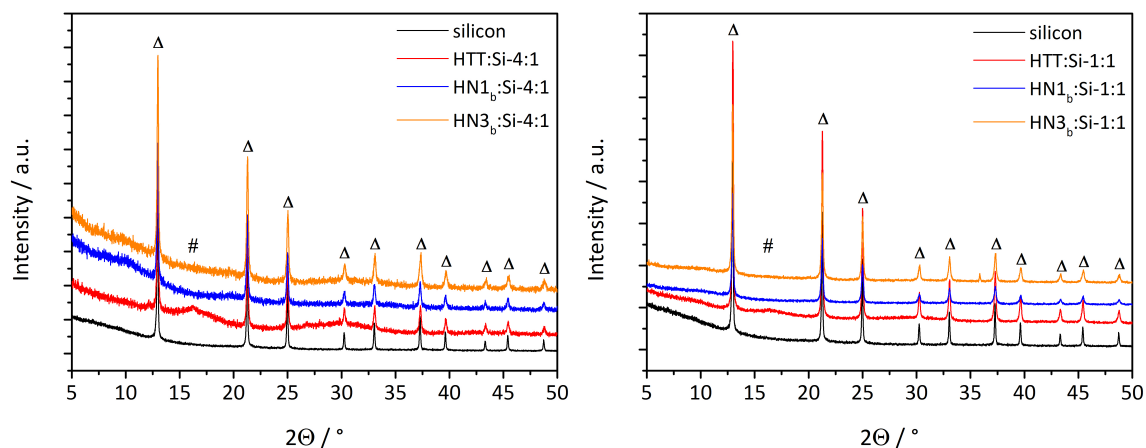 silicon
HTT:Si-4:1
HN1b:Si-4:1
HN3b:Si-4:1
Δ
Δ
Δ
#
Δ
Δ
Δ
Δ
Δ
Δ
Δ
Intensity / a.u.
5 10 15 20 25 30 35 40 45 50
2Θ / °
silicon
HTT:Si-1:1
HN1b:Si-1:1
HN3b:Si-1:1
Δ
Δ
Δ
#
Δ
Δ
Δ
Δ
Δ
Δ
Δ
Intensity / a.u.
5 10 15 20 25 30 35 40 45 50
2Θ / °